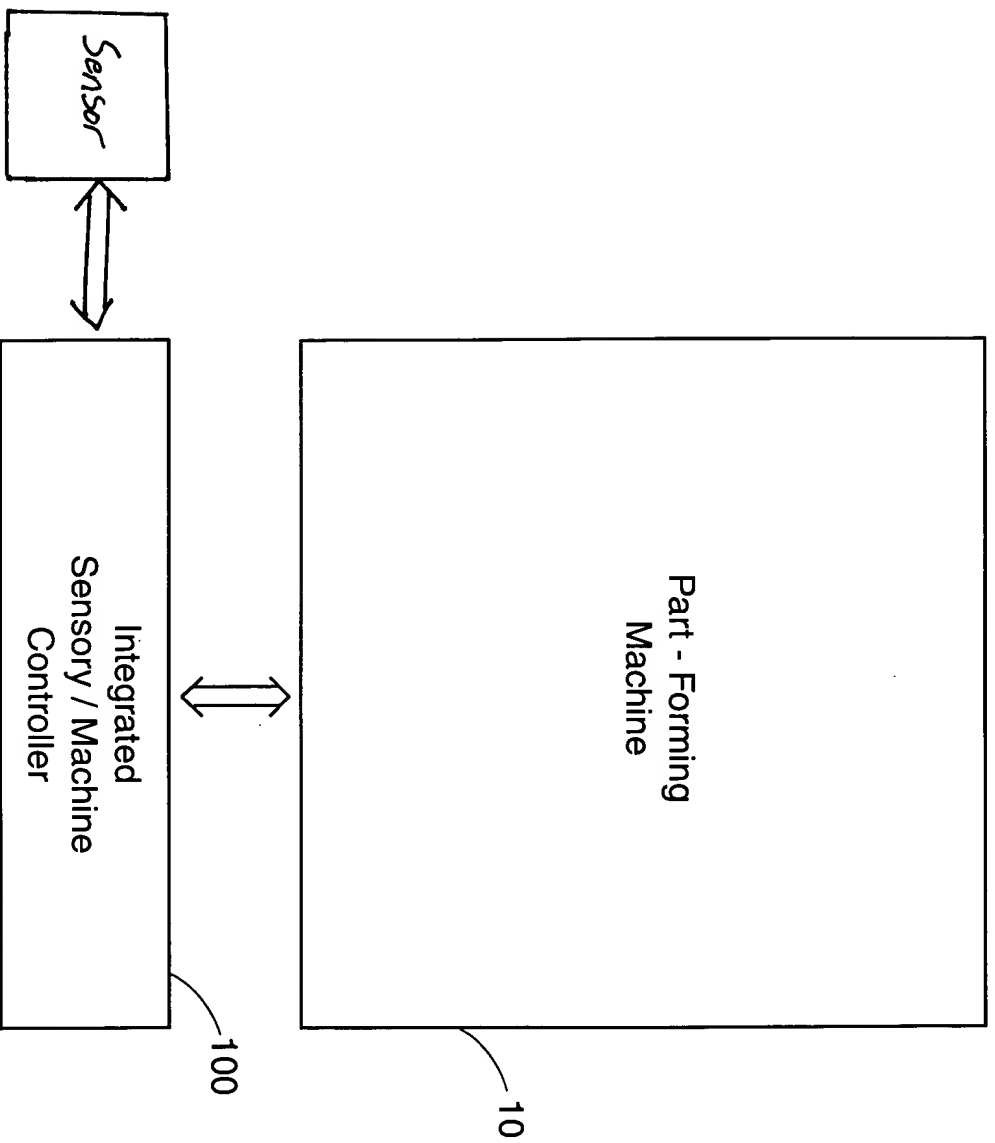 Part - Forming
Machine
10
Sensor
Integrated
Sensory / Machine
Controller
100